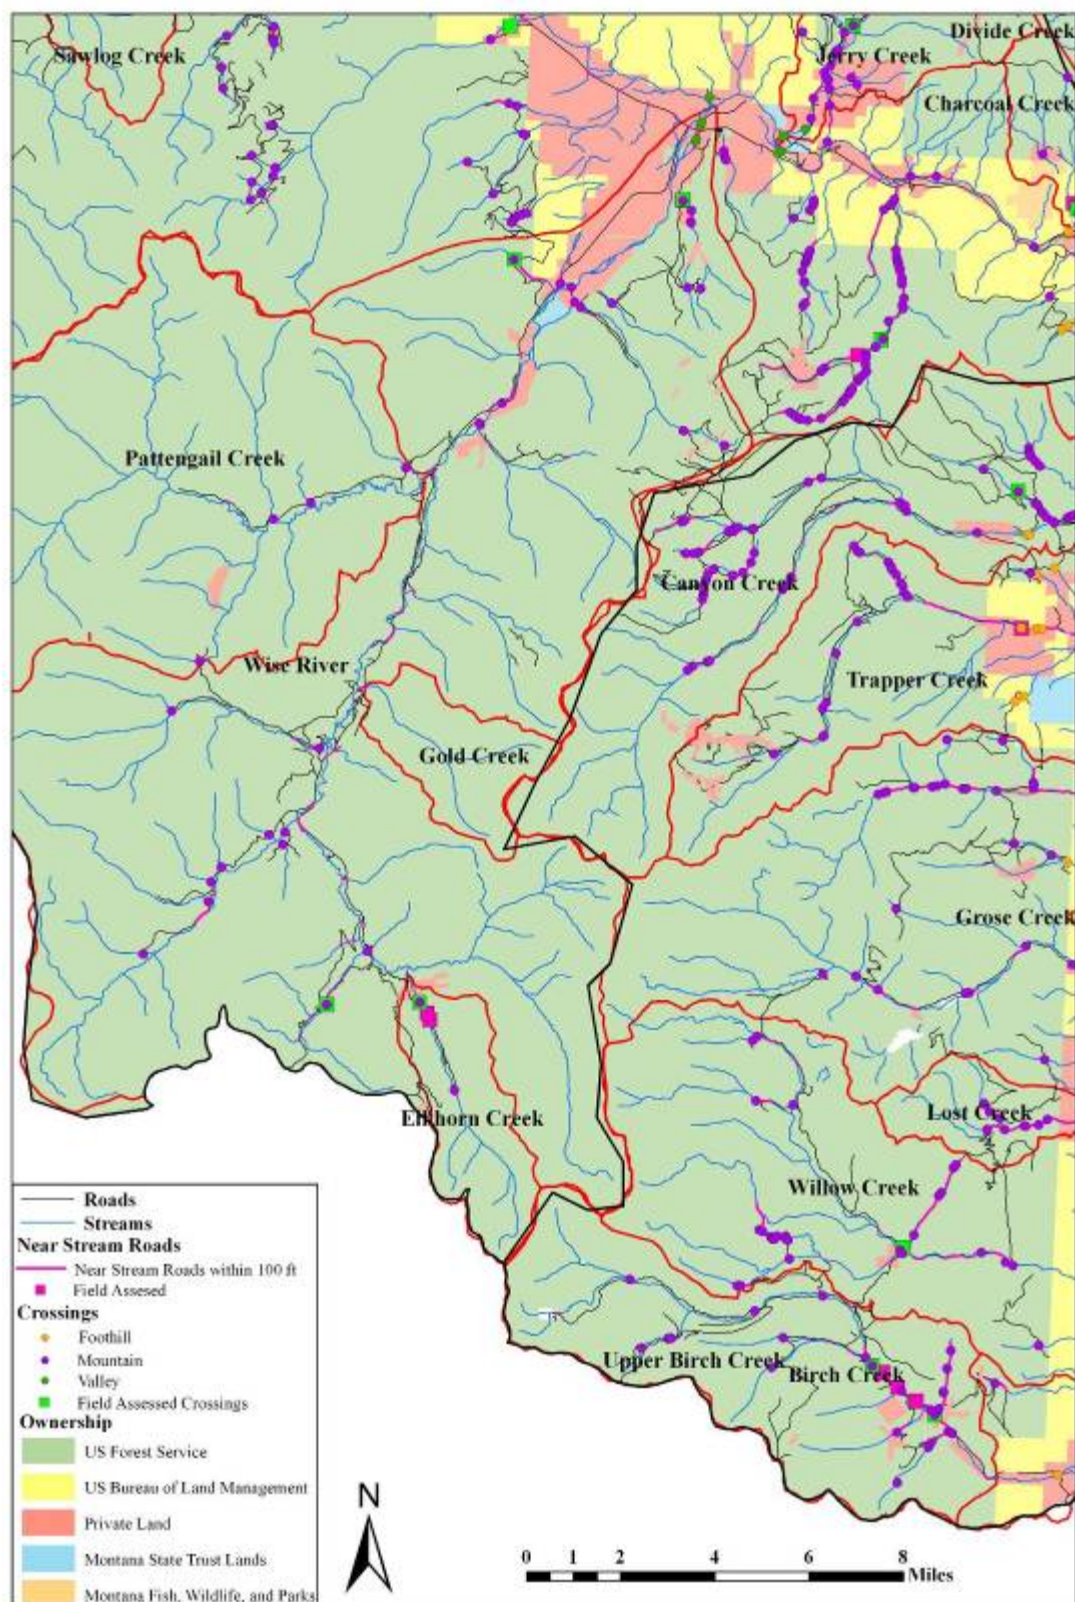 Divide Creek
Sawlog Creek
Jerry Creek
Charcoal Creek
Pattengail Creek
Canyon Creek
Wise River
Trapper Creek
Gold Creek
Grose Creek
Elkhorn Creek
Lost Creek
Willow Creek
Upper Birch Creek
Birch Creek
Roads
Streams
Near Stream Roads
Near Stream Roads within 100 ft
Field Assesed
Crossings
Foothill
Mountain
Valley
Field Assessed Crossings
Ownership
US Forest Service
US Bureau of Land Management
Private Land
Montana State Trust Lands
Montana Fish, Wildlife, and Parks
N
0 1 2 4 6 8
Miles